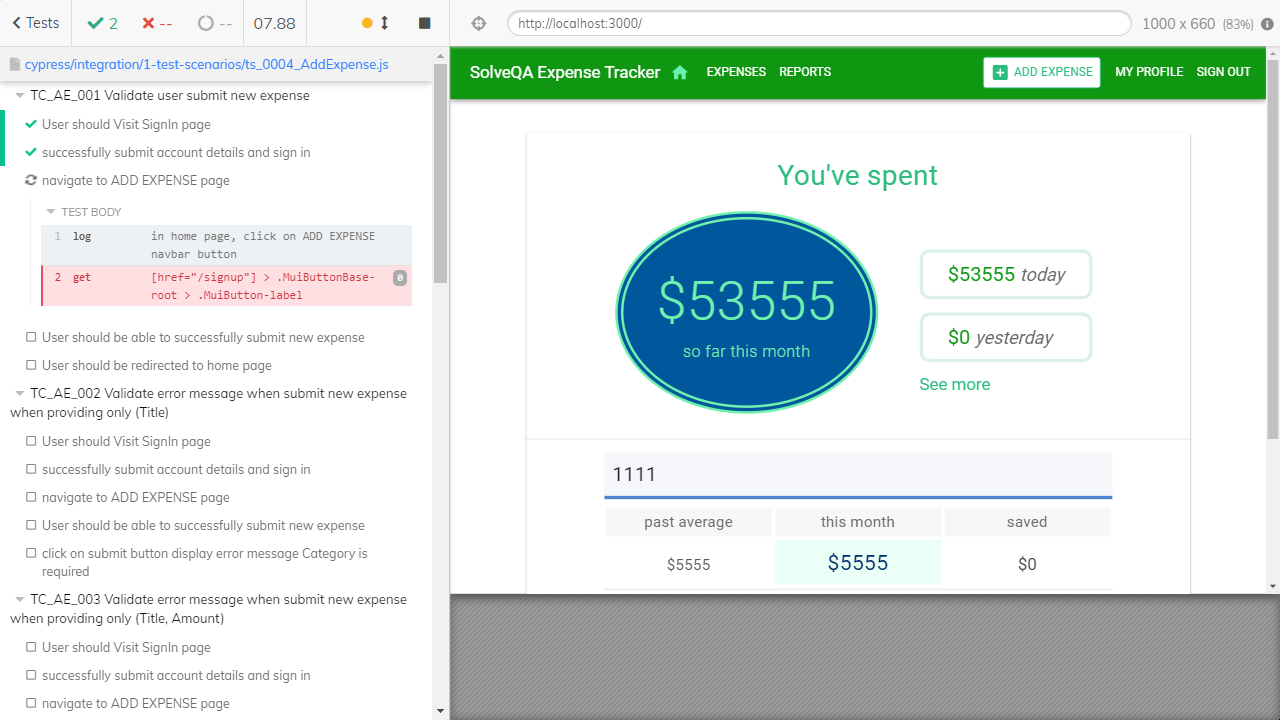 Tests
2
--
--
07.88
http://localhost:3000/
1000 x 660 (83%)
cypress/integration/1-test-scenarios/ts_0004_AddExpense.js
TC_AE_001 Validate user submit new expense
User should Visit SignIn page
successfully submit account details and sign in
navigate to ADD EXPENSE page
TEST BODY
1 log in home page, click on ADD EXPENSE
navbar button
2 get [href="/signup"] > .MuiButtonBase-
root > .MuiButton-label
0
User should be able to successfully submit new expense
User should be redirected to home page
TC_AE_002 Validate error message when submit new expense
when providing only (Title)
User should Visit SignIn page
successfully submit account details and sign in
navigate to ADD EXPENSE page
User should be able to successfully submit new expense
click on submit button display error message Category is
required
TC_AE_003 Validate error message when submit new expense
when providing only (Title, Amount)
User should Visit SignIn page
successfully submit account details and sign in
navigate to ADD EXPENSE page
SolveQA Expense Tracker EXPENSES REPORTS ADD EXPENSE MY PROFILE SIGN OUT
You've spent
$53555
so far this month
$53555 today
$0 yesterday
See more
1111
past average this month saved
$5555 $5555 $0